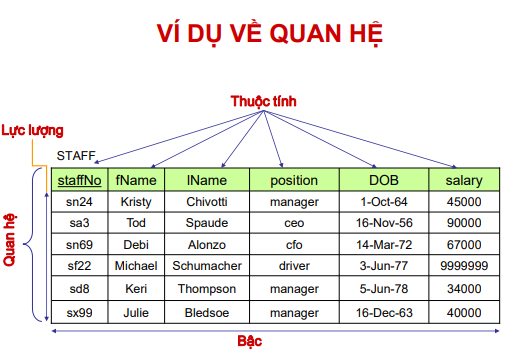 VÍ DỤ VỀ QUAN HỆ
Thuộc tính
Lực lượng
STAFF
staffNo fName lName position DOB salary
sn24 Kristy Chivotti manager 1-Oct-64 45000
sa3 Tod Spaude ceo 16-Nov-56 90000
sn69 Debi Alonzo cfo 14-Mar-72 67000
sf22 Michael Schumacher driver 3-Jun-77 9999999
sd8 Keri Thompson manager 5-Jun-78 34000
sx99 Julie Bledsoe manager 16-Dec-63 40000
Quan hệ
Bậc